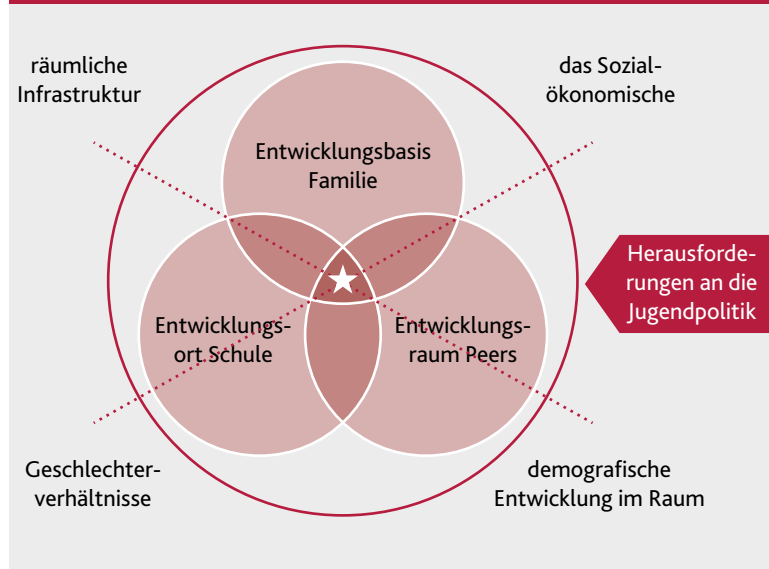 räumliche
Infrastruktur
das Sozial-
ökonomische
Entwicklungsbasis
Familie
Herausforde-
rungen an die
Jugendpolitik
Entwicklungs-
ort Schule
Entwicklungs-
raum Peers
Geschlechter-
verhältnisse
demografische
Entwicklung im Raum